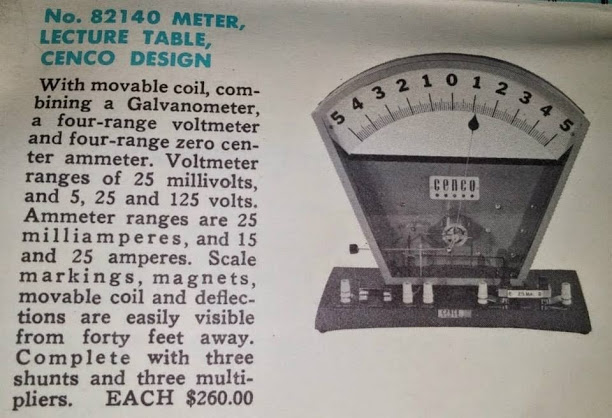 No. 82140 METER,
LECTURE TABLE,
CENCO DESIGN
With movable coil, com-
bining a Galvanometer,
a four-range voltmeter
and four-range zero cen-
ter ammeter. Voltmeter
ranges of 25 millivolts,
and 5, 25 and 125 volts.
Ammeter ranges are 25
milliamperes, and 15
and 25 amperes. Scale
markings, magnets,
movable coil and deflec-
tions are easily visible
from forty feet away.
Complete with three
shunts and three multi-
pliers. EACH $260.00
5 4 3 2 1 0 1 2 3 4 5
cenco